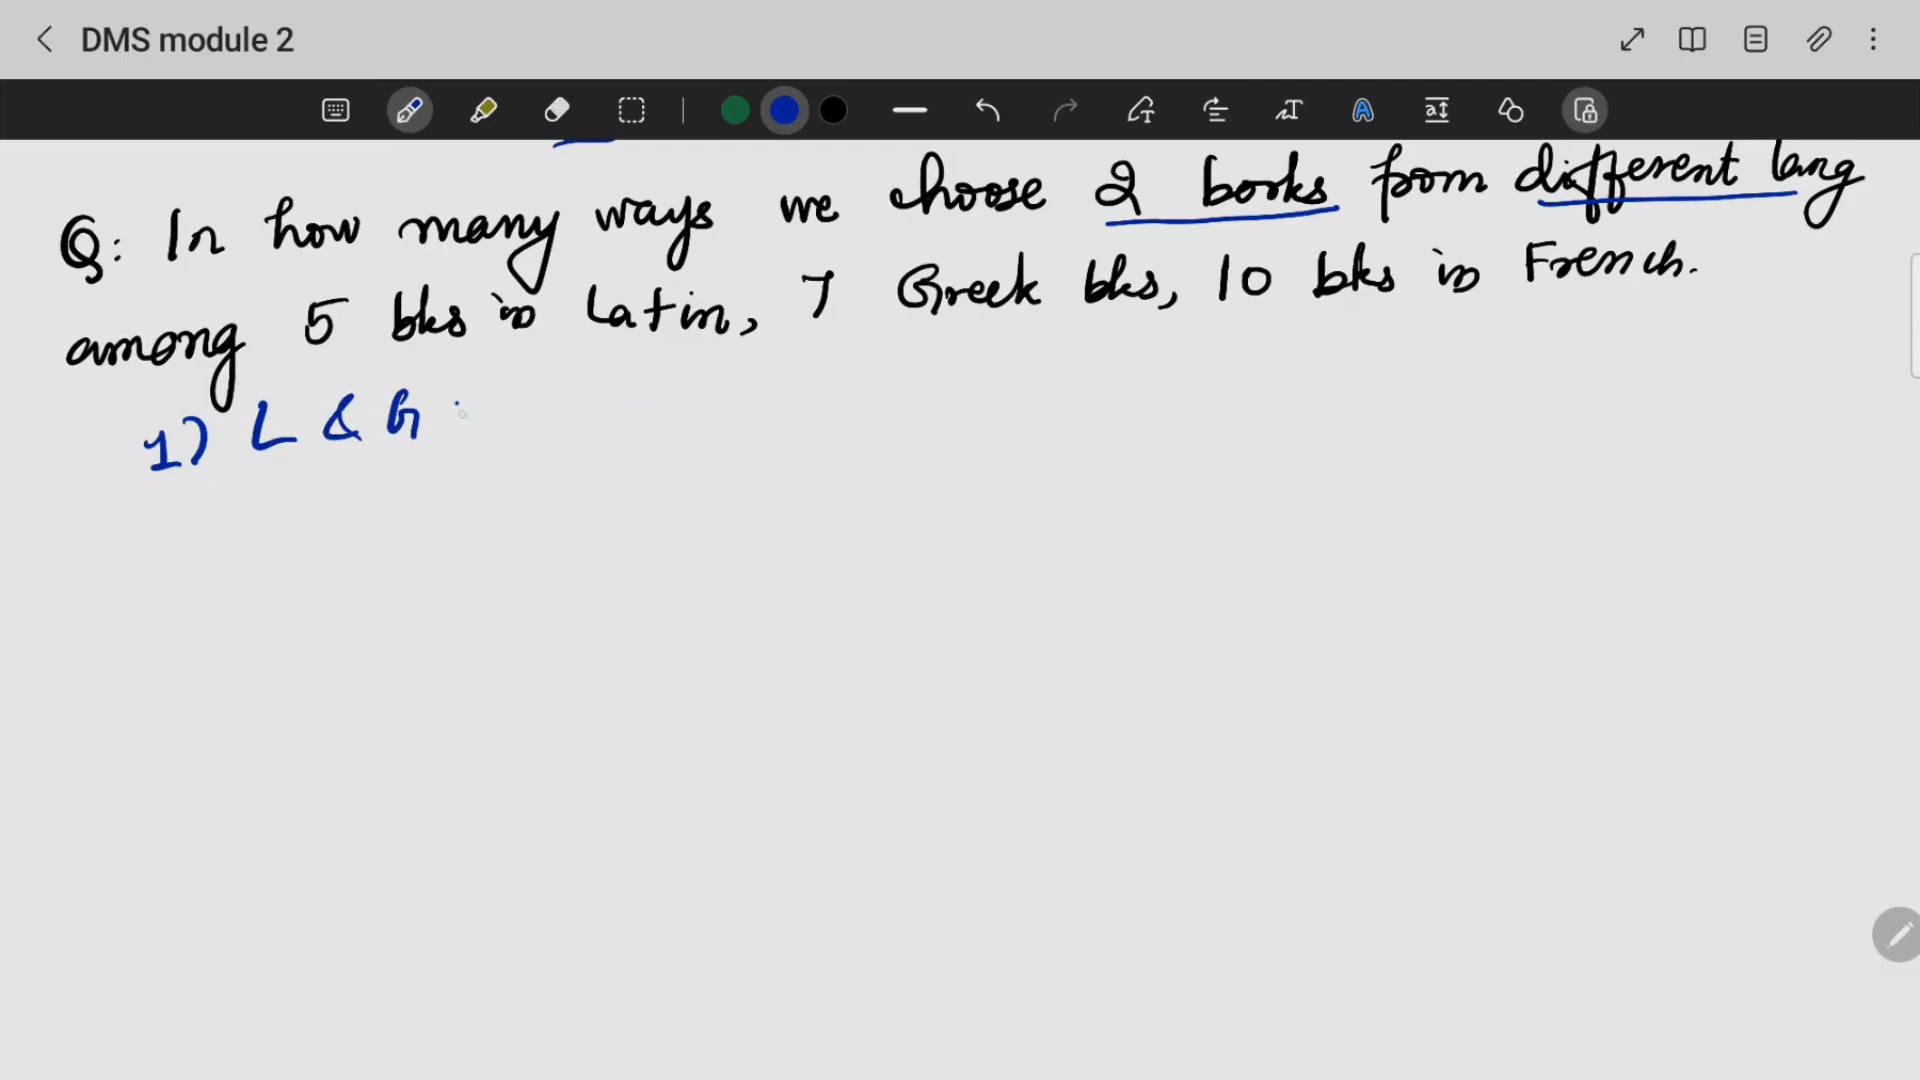 DMS module 2
Q: In how many ways we choose 2 books from different lang
among 5 bks in Latin, 7 Greek bks, 10 bks in French.
1) L & G :